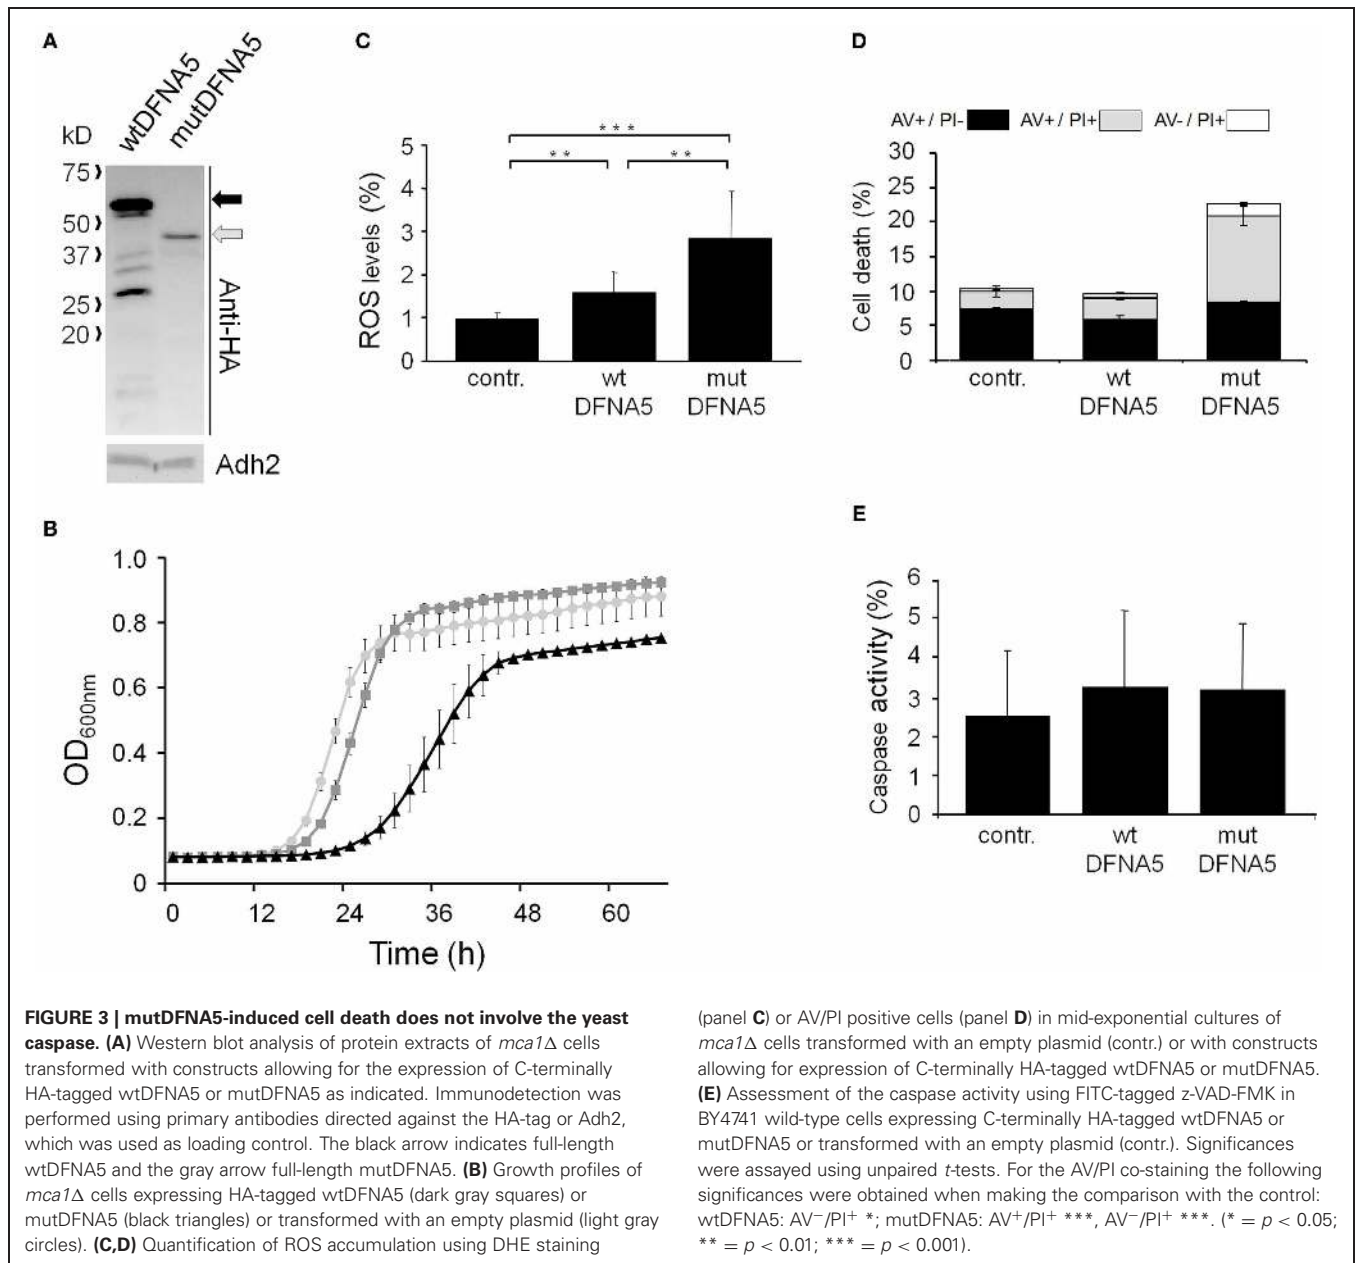 A
wtDFNA5
mutDFNA5
kD
75
50
37
25
20
Anti-HA
Adh2
C
***
** **
ROS levels (%)
5
4
3
2
1
0
contr. wt DFNA5 mut DFNA5
D
AV+ / PI- AV+ / PI+ AV- / PI+
Cell death (%)
30
25
20
15
10
5
0
contr. wt DFNA5 mut DFNA5
B
OD600nm
1.0
0.8
0.6
0.4
0.2
0
0 12 24 36 48 60
Time (h)
E
Caspase activity (%)
6
5
4
3
2
1
0
contr. wt DFNA5 mut DFNA5
FIGURE 3 | mutDFNA5-induced cell death does not involve the yeast
caspase. (A) Western blot analysis of protein extracts of mca1Δ cells
transformed with constructs allowing for the expression of C-terminally
HA-tagged wtDFNA5 or mutDFNA5 as indicated. Immunodetection was
performed using primary antibodies directed against the HA-tag or Adh2,
which was used as loading control. The black arrow indicates full-length
wtDFNA5 and the gray arrow full-length mutDFNA5. (B) Growth profiles of
mca1Δ cells expressing HA-tagged wtDFNA5 (dark gray squares) or
mutDFNA5 (black triangles) or transformed with an empty plasmid (light gray
circles). (C,D) Quantification of ROS accumulation using DHE staining
(panel C) or AV/PI positive cells (panel D) in mid-exponential cultures of
mca1Δ cells transformed with an empty plasmid (contr.) or with constructs
allowing for expression of C-terminally HA-tagged wtDFNA5 or mutDFNA5.
(E) Assessment of the caspase activity using FITC-tagged z-VAD-FMK in
BY4741 wild-type cells expressing C-terminally HA-tagged wtDFNA5 or
mutDFNA5 or transformed with an empty plasmid (contr.). Significances
were assayed using unpaired t-tests. For the AV/PI co-staining the following
significances were obtained when making the comparison with the control:
wtDFNA5: AV−/PI+ *; mutDFNA5: AV+/PI+ ***, AV−/PI+ ***. (* = p < 0.05;
** = p < 0.01; *** = p < 0.001).